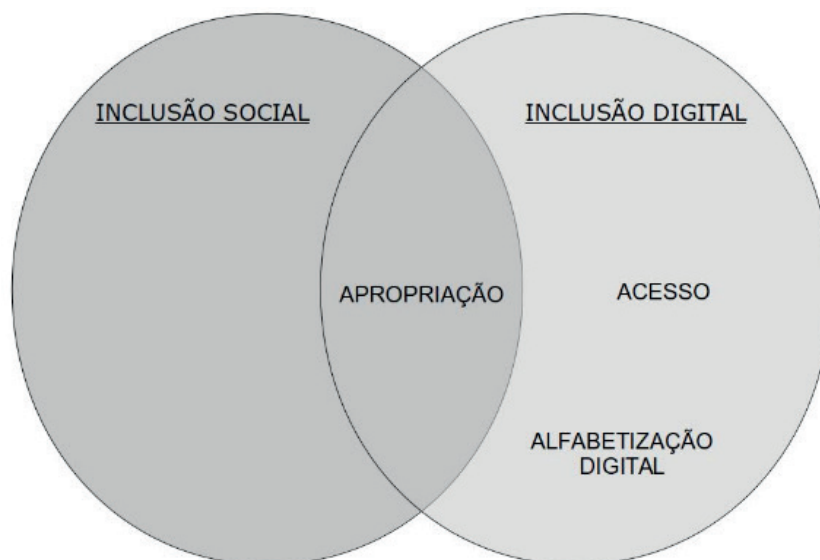 INCLUSÃO SOCIAL
INCLUSÃO DIGITAL
APROPRIAÇÃO
ACESSO
ALFABETIZAÇÃO
DIGITAL